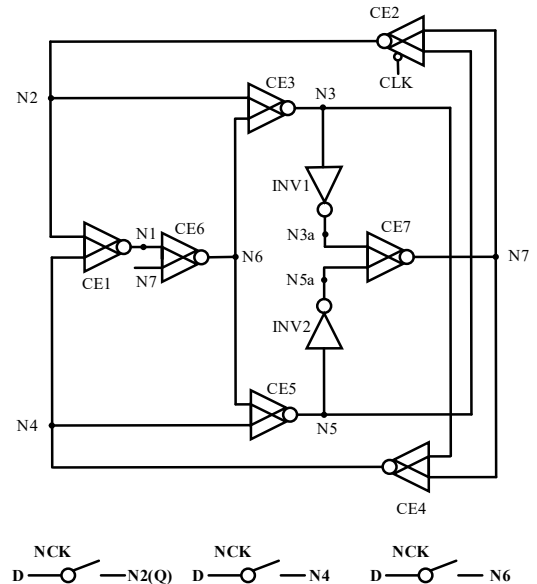 CE2
CLK
N2
CE3
N3
INV1
N1
CE6
N3a
CE7
N7
CE1
N6
N7
N5a
INV2
CE5
N4
N5
CE4
NCK
D
N2(Q)
NCK
D
N4
NCK
D
N6